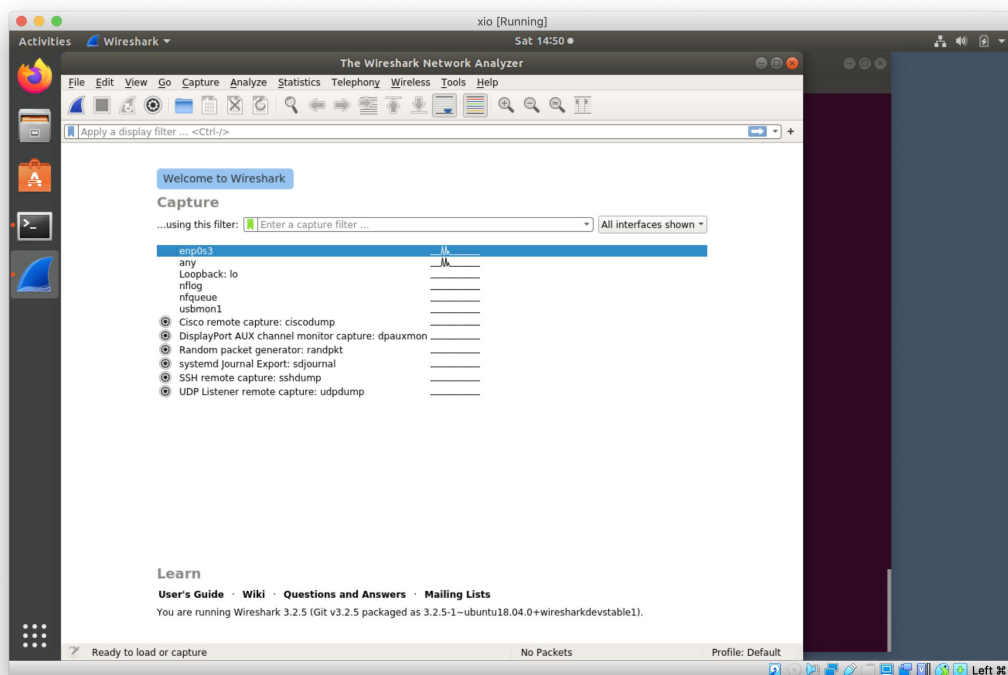 xio [Running]
Activities Wireshark Sat 14:50
The Wireshark Network Analyzer
File Edit View Go Capture Analyze Statistics Telephony Wireless Tools Help
Apply a display filter ... <Ctrl-/> +
Welcome to Wireshark
Capture
...using this filter: Enter a capture filter ... All interfaces shown
enp0s3
any
Loopback: lo
nflog
nfqueue
usbmon1
Cisco remote capture: ciscodump
DisplayPort AUX channel monitor capture: dpauxmon
Random packet generator: randpkt
systemd Journal Export: sdjournal
SSH remote capture: sshdump
UDP Listener remote capture: udpdump
Learn
User's Guide · Wiki · Questions and Answers · Mailing Lists
You are running Wireshark 3.2.5 (Git v3.2.5 packaged as 3.2.5-1~ubuntu18.04.0+wiresharkdevstable1).
Ready to load or capture No Packets Profile: Default
Left ⌘